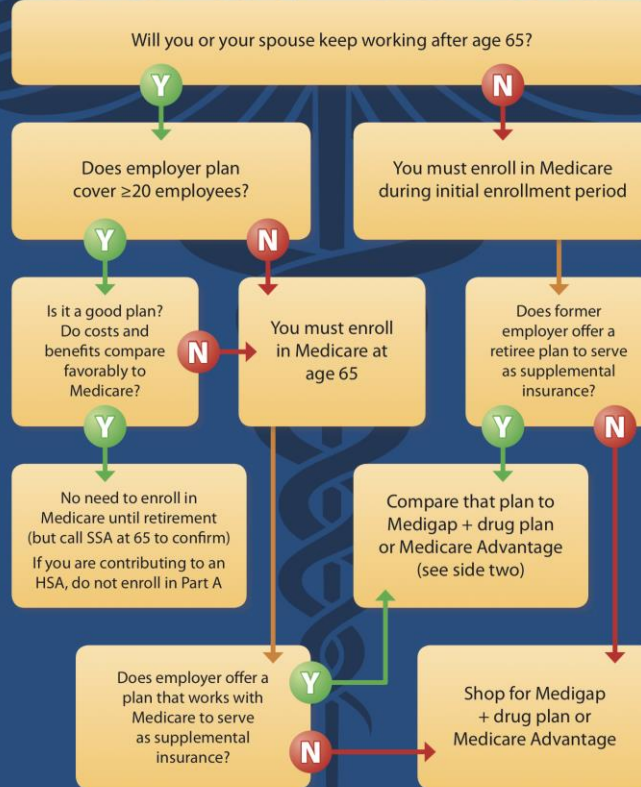 Will you or your spouse keep working after age 65?
Y
N
Does employer plan
cover ≥20 employees?
You must enroll in Medicare
during initial enrollment period
Y
N
Is it a good plan?
Do costs and
benefits compare
favorably to
Medicare?
N
You must enroll
in Medicare at
age 65
Does former
employer offer a
retiree plan to serve
as supplemental
insurance?
Y
Y
N
No need to enroll in
Medicare until retirement
(but call SSA at 65 to confirm)
If you are contributing to an
HSA, do not enroll in Part A
Compare that plan to
Medigap + drug plan
or Medicare Advantage
(see side two)
Does employer offer a
plan that works with
Medicare to serve
as supplemental
insurance?
Y
N
Shop for Medigap
+ drug plan or
Medicare Advantage